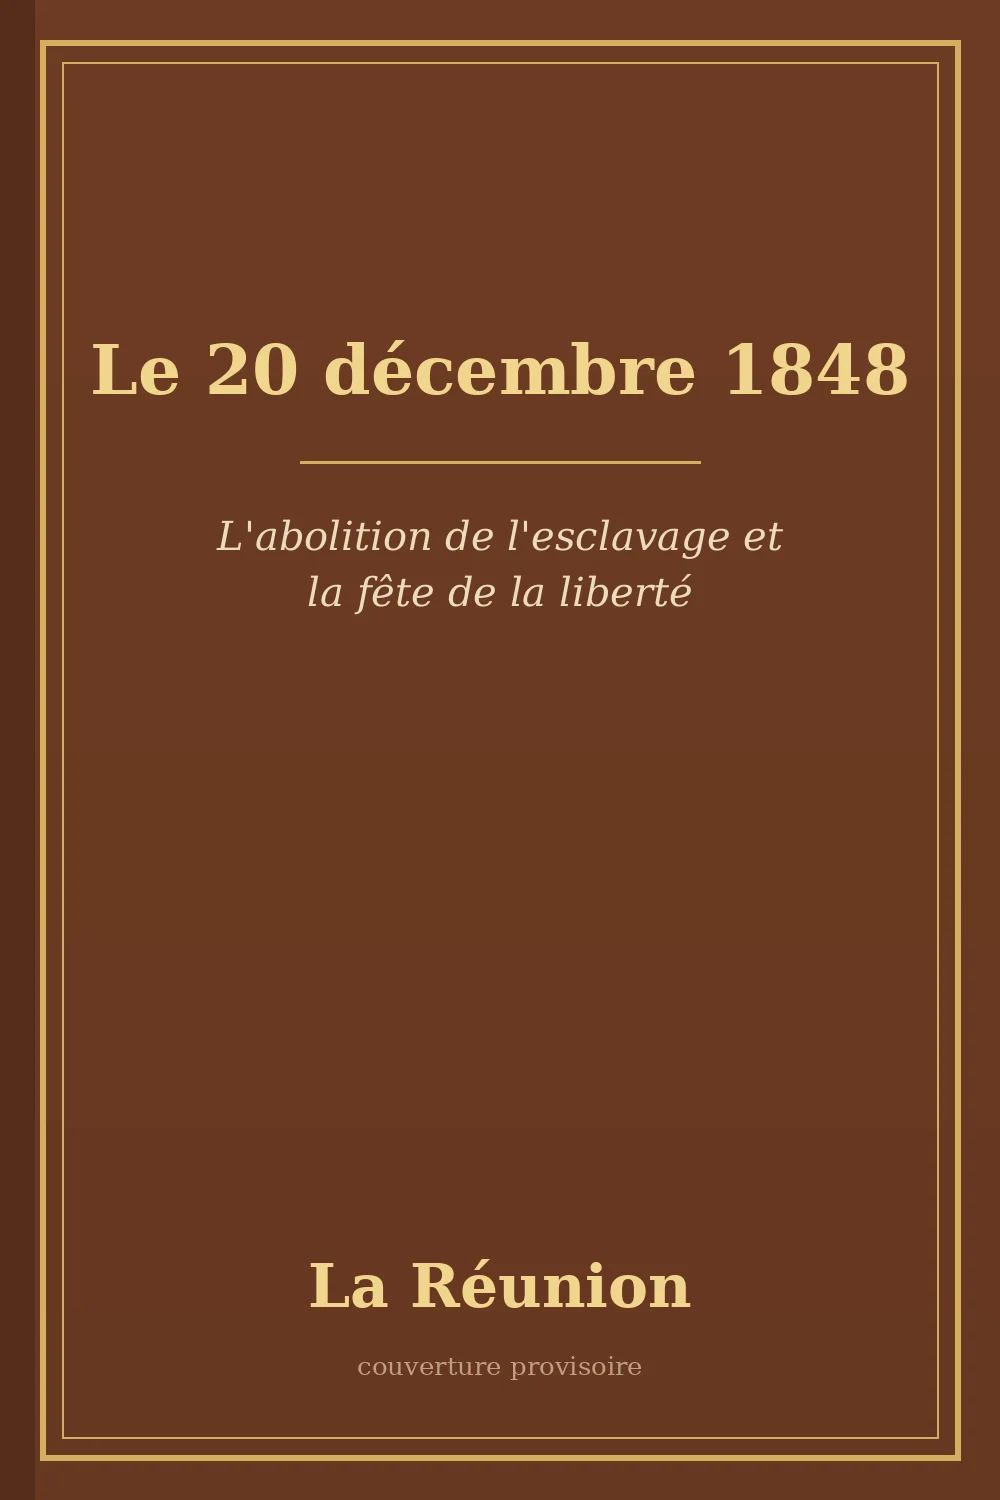 Le 20 décembre 1848
L'abolition de l'esclavage et
la fête de la liberté
La Réunion
couverture provisoire